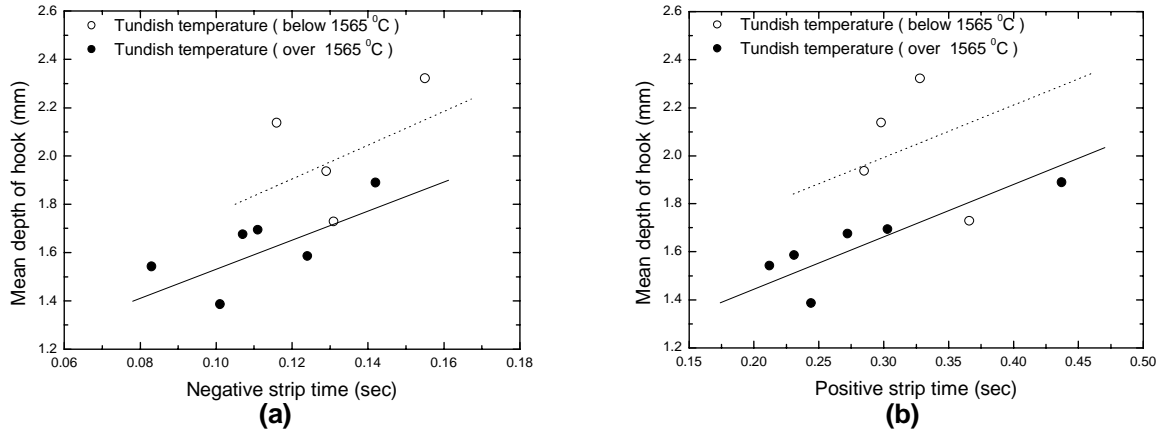 Tundish temperature ( below 1565 ⁰C )
Tundish temperature ( over 1565 ⁰C )
2.6
2.4
2.2
2.0
1.8
1.6
1.4
1.2
Mean depth of hook (mm)
0.06 0.08 0.10 0.12 0.14 0.16 0.18
Negative strip time (sec)
(a)
Tundish temperature ( below 1565 ⁰C )
Tundish temperature ( over 1565 ⁰C )
2.6
2.4
2.2
2.0
1.8
1.6
1.4
1.2
Mean depth of hook (mm)
0.15 0.20 0.25 0.30 0.35 0.40 0.45 0.50
Positive strip time (sec)
(b)